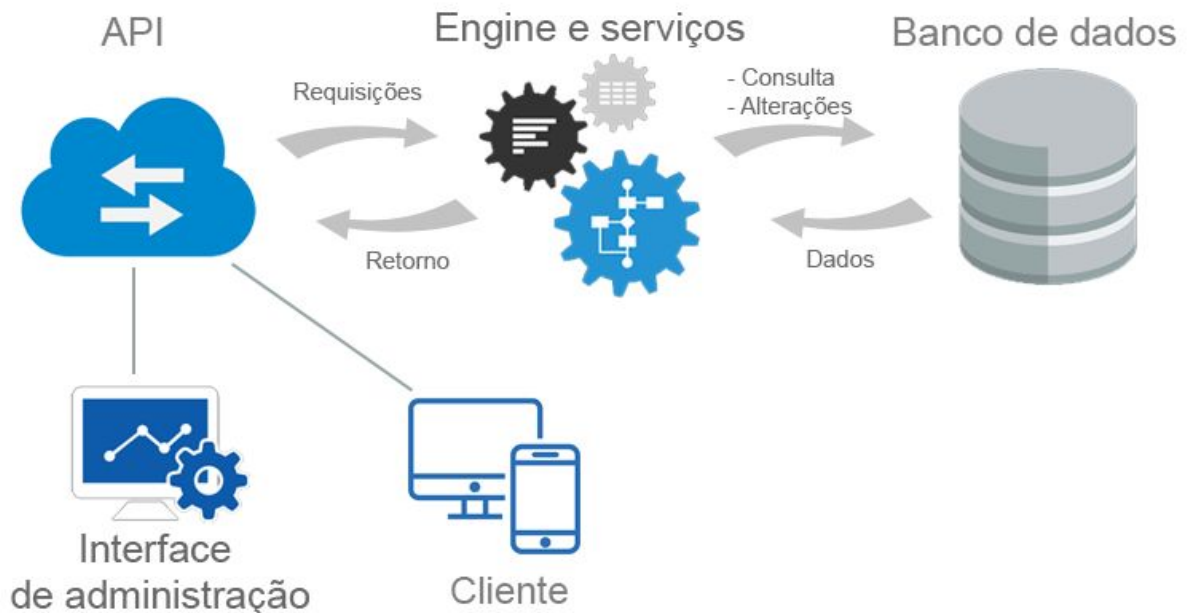 API
Engine e serviços
Banco de dados
Requisições
- Consulta
- Alterações
Retorno
Dados
Interface
de administração
Cliente